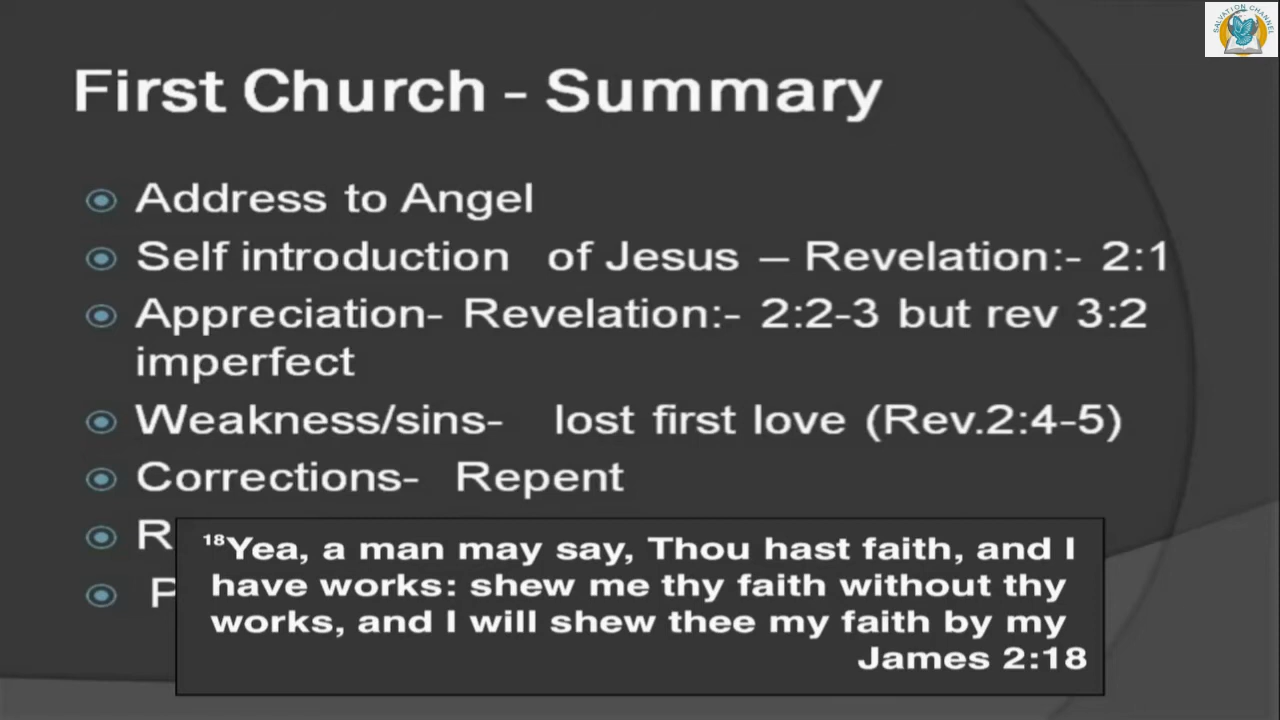 SALVATION CHANNEL
First Church - Summary
Address to Angel
Self introduction of Jesus – Revelation:- 2:1
Appreciation- Revelation:- 2:2-3 but rev 3:2
imperfect
Weakness/sins- lost first love (Rev.2:4-5)
Corrections- Repent
R
P
18Yea, a man may say, Thou hast faith, and I
have works: shew me thy faith without thy
works, and I will shew thee my faith by my
James 2:18